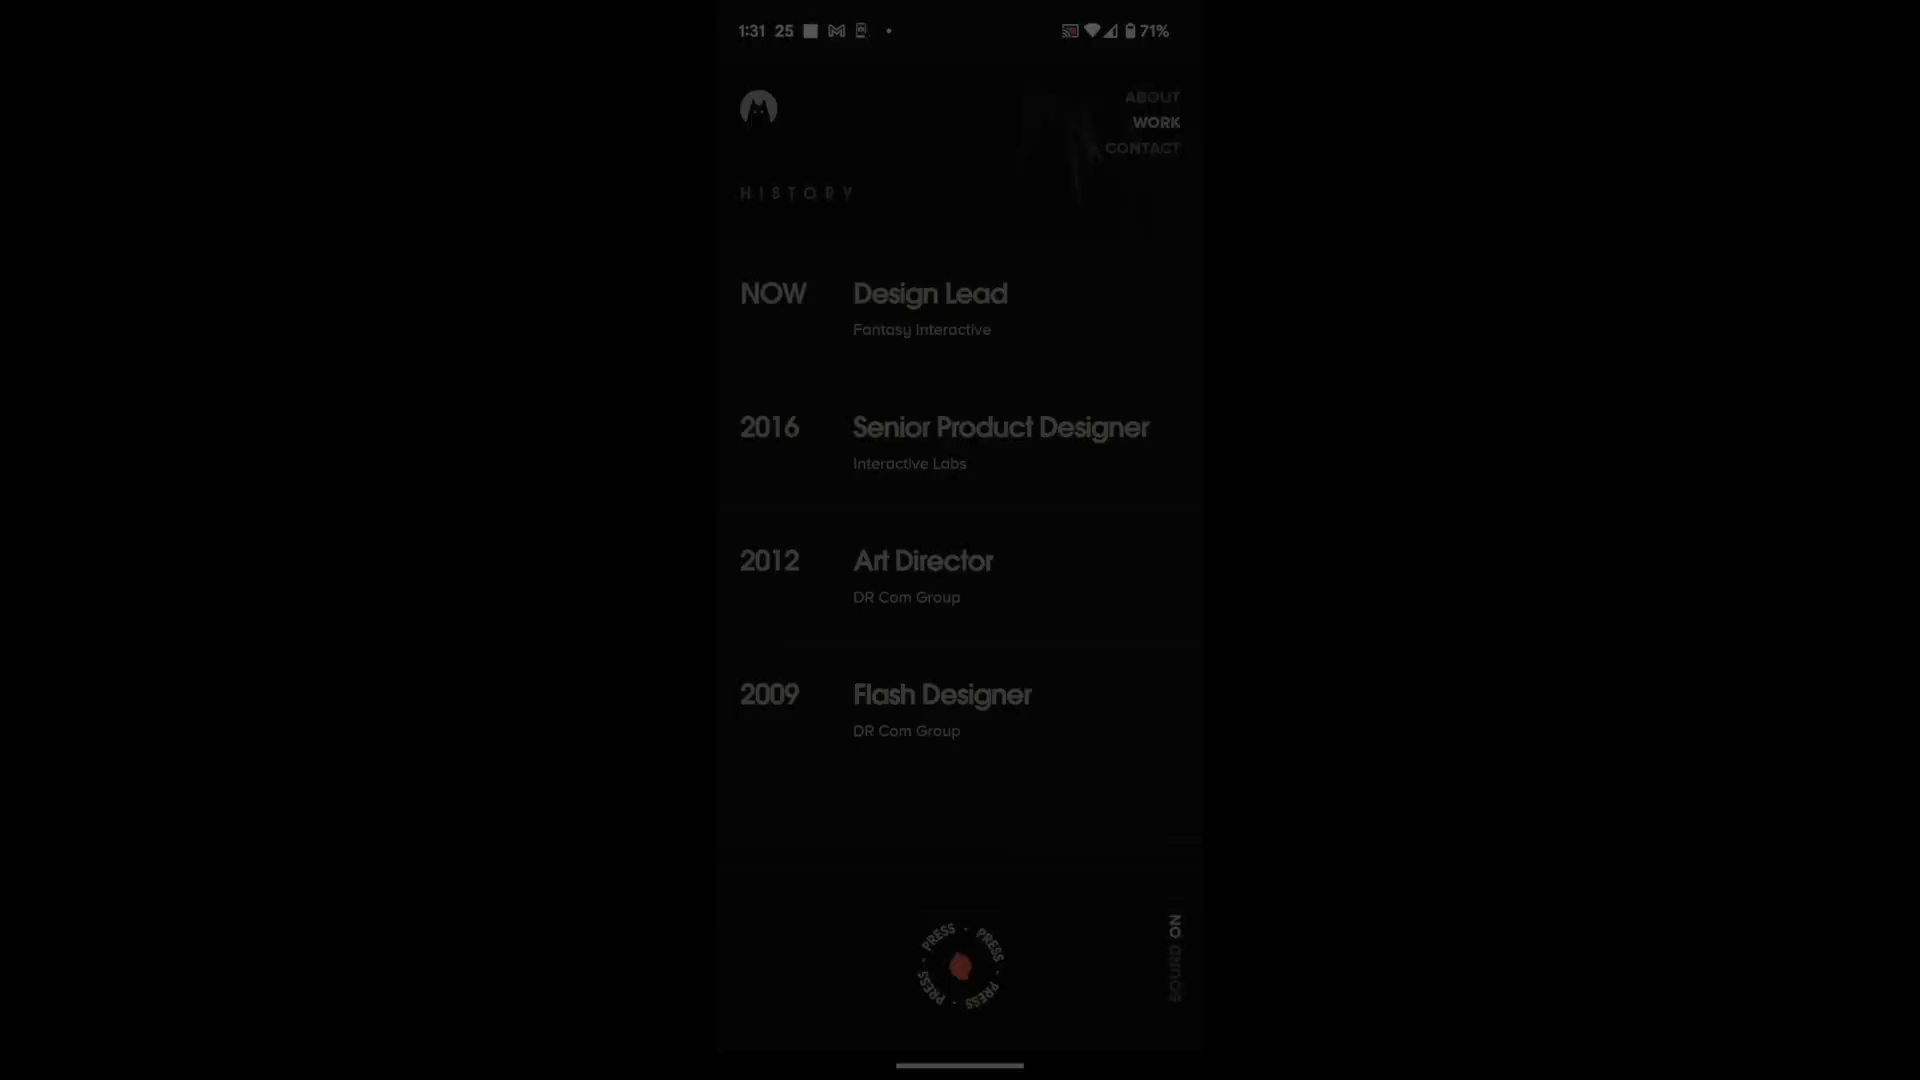 1:31 25 71%
ABOUT
WORK
CONTACT
HISTORY
NOW Design Lead
Fantasy Interactive
2016 Senior Product Designer
Interactive Labs
2012 Art Director
DR Com Group
2009 Flash Designer
DR Com Group
PRESS · PRESS · PRESS · PRESS ·
SOUND ON